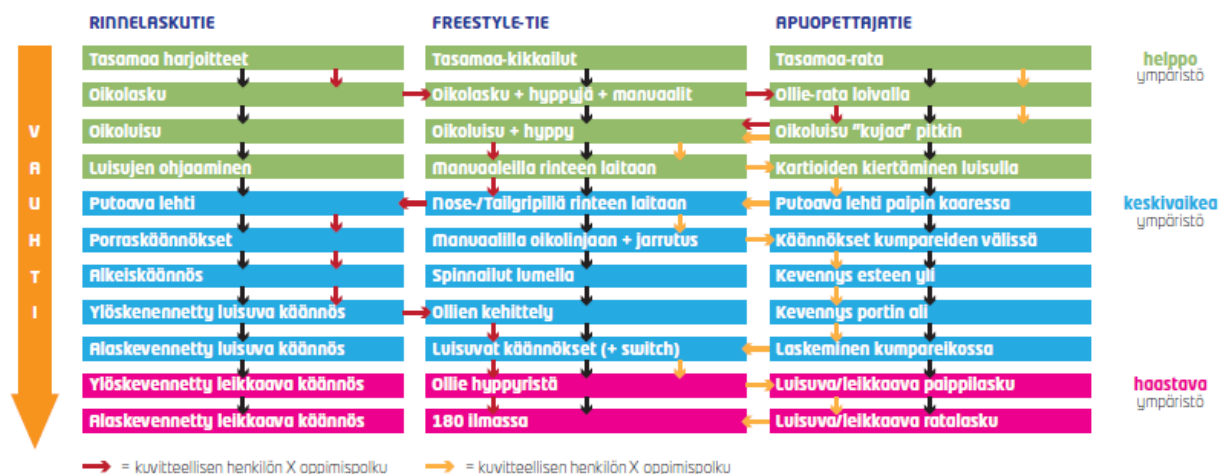 RINNELASKUTIE FREESTYLE-TIE APUOPETTAJATIE
Tasamaa harjoitteet Tasamaa-kikkailut Tasamaa-rata helppo
ympäristö
Oikolasku Oikolasku + hyppyjä + manuaalit Ollie-rata loivalla
Oikoluisu Oikoluisu + hyppy Oikoluisu "kujaa" pitkin
Luisujen ohjaaminen Manuaaleilla rinteen laitaan Kartioiden kiertäminen luisulla
Putoava lehti Nose-/Tailgripillä rinteen laitaan Putoava lehti paipin kaaressa keskivaikea
ympäristö
Porraskäännökset Manuaalilla oikolinjaan + jarrutus Käännökset kumpareiden välissä
Alkeiskäännös Spinnailut lumella Kevennys esteen yli
Ylöskenennetty luisuva käännös Ollien kehittely Kevennys portin ali
Alaskevennetty luisuva käännös Luisuvat käännökset (+ switch) Laskeminen kumpareikossa
Ylöskevennetty leikkaava käännös Ollie hyppyristä Luisuva/leikkaava paippilasku haastava
ympäristö
Alaskevennetty leikkaava käännös 180 ilmassa Luisuva/leikkaava ratalasku
VAUHTI
= kuvitteellisen henkilön X oppimispolku = kuvitteellisen henkilön X oppimispolku